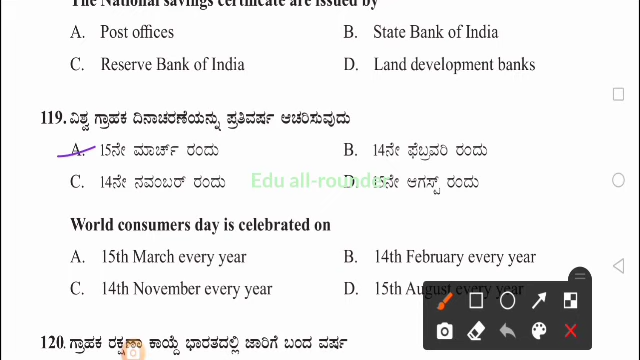 The National savings certificate are issued by
A. Post offices B. State Bank of India
C. Reserve Bank of India D. Land development banks
119. ವಿಶ್ವ ಗ್ರಾಹಕ ದಿನಾಚರಣೆಯನ್ನು ಪ್ರತಿವರ್ಷ ಆಚರಿಸುವುದು
A. 15ನೇ ಮಾರ್ಚ್ ರಂದು B. 14ನೇ ಫೆಬ್ರವರಿ ರಂದು
C. 14ನೇ ನವಂಬರ್ ರಂದು D. 15ನೇ ಆಗಸ್ಟ್ ರಂದು
Edu all-rounder
World consumers day is celebrated on
A. 15th March every year B. 14th February every year
C. 14th November every year D. 15th August every year
120. ಗ್ರಾಹಕ ರಕ್ಷಣಾ ಕಾಯ್ದೆ ಭಾರತದಲ್ಲಿ ಜಾರಿಗೆ ಬಂದ ವರ್ಷ